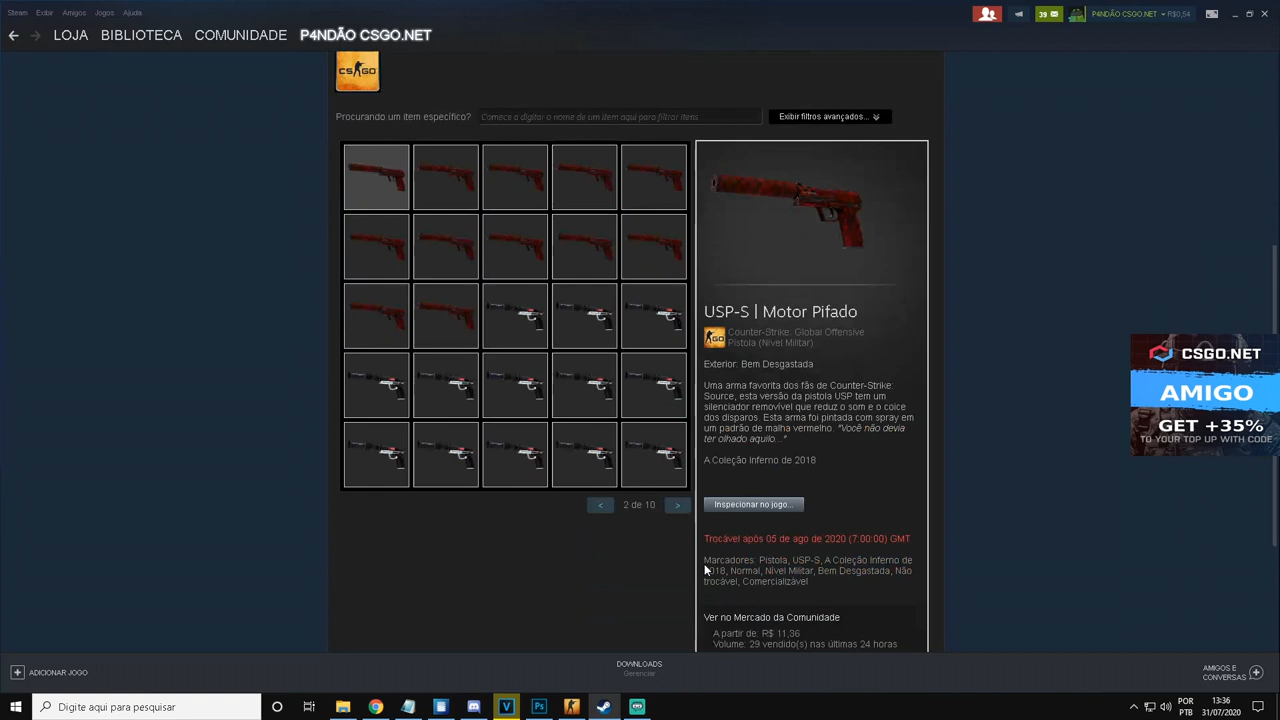 Steam Exibir Amigos Jogos Ajuda
39 P4NDÃO CSGO.NET R$0,54
LOJA BIBLIOTECA COMUNIDADE P4NDÃO CSGO.NET
CS GO
Procurando um item específico? Comece a digitar o nome de um item aqui para filtrar itens Exibir filtros avançados...
USP-S | Motor Pifado
Counter-Strike: Global Offensive
Pistola (Nível Militar)
Exterior: Bem Desgastada
Uma arma favorita dos fãs de Counter-Strike:
Source, esta versão da pistola USP tem um
silenciador removível que reduz o som e o coice
dos disparos. Esta arma foi pintada com spray em
um padrão de malha vermelho. "Você não devia
ter olhado aquilo..."
A Coleção Inferno de 2018
< 2 de 10 >
Inspecionar no jogo...
Trocável após 05 de ago de 2020 (7:00:00) GMT
Marcadores: Pistola, USP-S, A Coleção Inferno de
2018, Normal, Nível Militar, Bem Desgastada, Não
trocável, Comercializável
Ver no Mercado da Comunidade
A partir de: R$ 11,36
Volume: 29 vendido(s) nas últimas 24 horas
CSGO.NET
AMIGO
GET +35%
TO YOUR TOP UP WITH CODE
ADICIONAR JOGO
DOWNLOADS
Gerenciar
AMIGOS E
CONVERSAS
Digite aqui para pesquisar
POR
PTB
13:36
31/07/2020